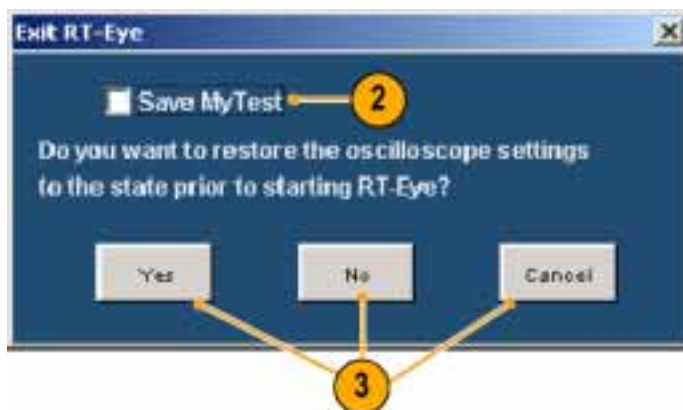 Exit RT-Eye
Save MyTest
2
Do you want to restore the oscilloscope settings
to the state prior to starting RT-Eye?
Yes
No
Cancel
3